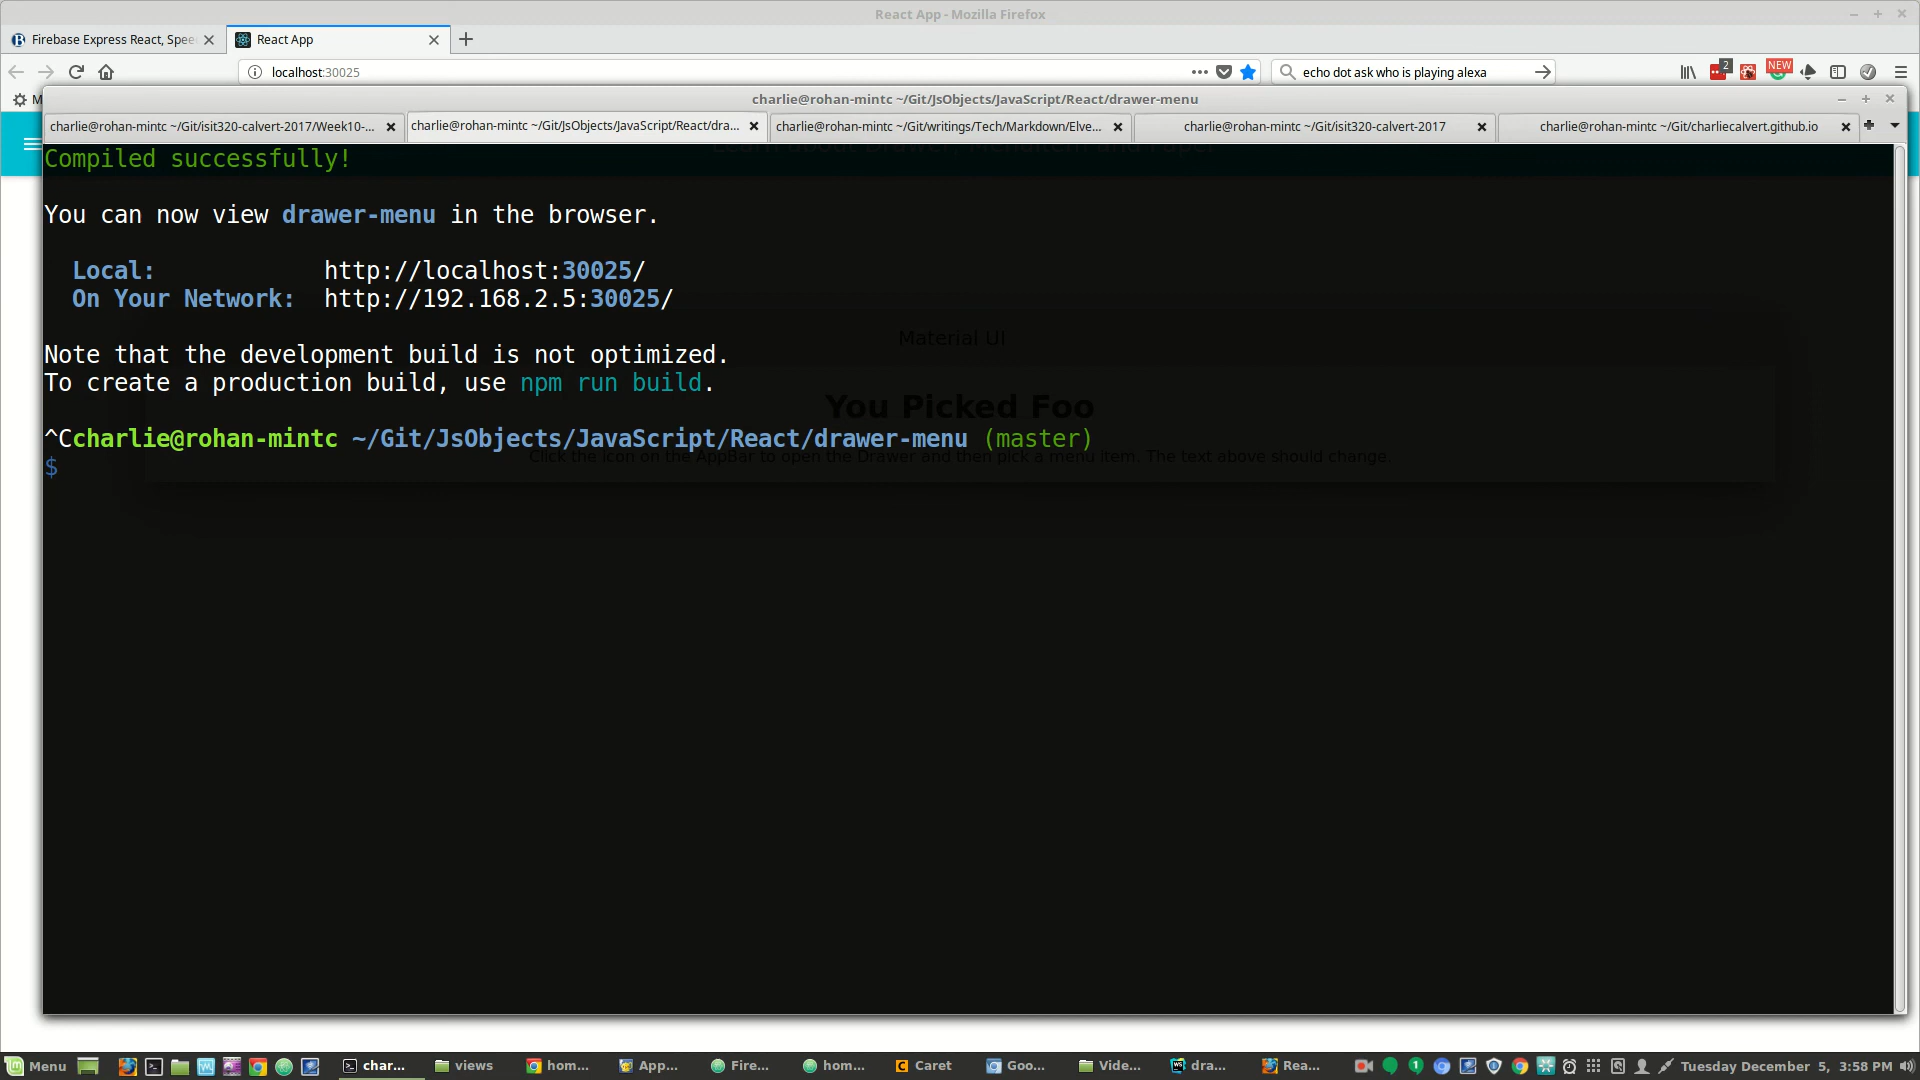 React App - Mozilla Firefox
Firebase Express React, Spee
React App
localhost:30025
echo dot ask who is playing alexa
2
NEW
M
charlie@rohan-mintc ~/Git/JsObjects/JavaScript/React/drawer-menu
charlie@rohan-mintc ~/Git/isit320-calvert-2017/Week10-...
charlie@rohan-mintc ~/Git/JsObjects/JavaScript/React/dra...
charlie@rohan-mintc ~/Git/writings/Tech/Markdown/Elve...
charlie@rohan-mintc ~/Git/isit320-calvert-2017
charlie@rohan-mintc ~/Git/charliecalvert.github.io
Learn about Drawer, MenuItem and Paper
Compiled successfully!
You can now view drawer-menu in the browser.
Local: http://localhost:30025/
On Your Network: http://192.168.2.5:30025/
Material UI
Note that the development build is not optimized.
To create a production build, use npm run build.
You Picked Foo
^Ccharlie@rohan-mintc ~/Git/JsObjects/JavaScript/React/drawer-menu (master)
Click the icon on the AppBar to open the Drawer and then pick a menu item. The text above should change.
$
Menu
char...
views
hom...
App...
Fire...
hom...
Caret
Goo...
Vide...
dra...
Rea...
Tuesday December 5, 3:58 PM